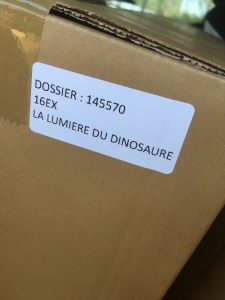 DOSSIER : 145570
16EX
LA LUMIERE DU DINOSAURE